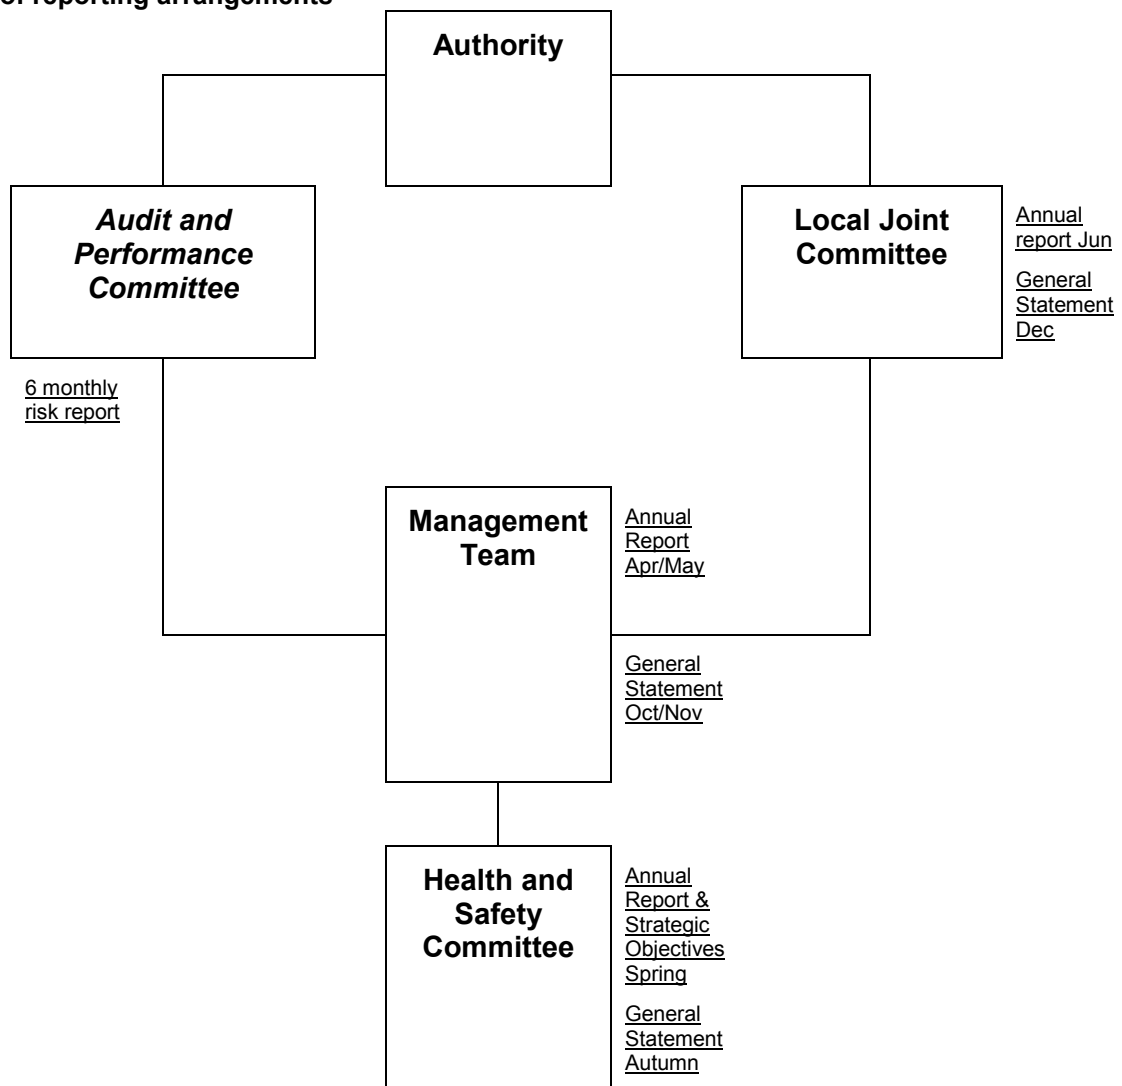 of reporting arrangements
Authority
Audit and
Performance
Committee
6 monthly
risk report
Local Joint
Committee
Annual
report Jun
General
Statement
Dec
Management
Team
Annual
Report
Apr/May
General
Statement
Oct/Nov
Health and
Safety
Committee
Annual
Report &
Strategic
Objectives
Spring
General
Statement
Autumn